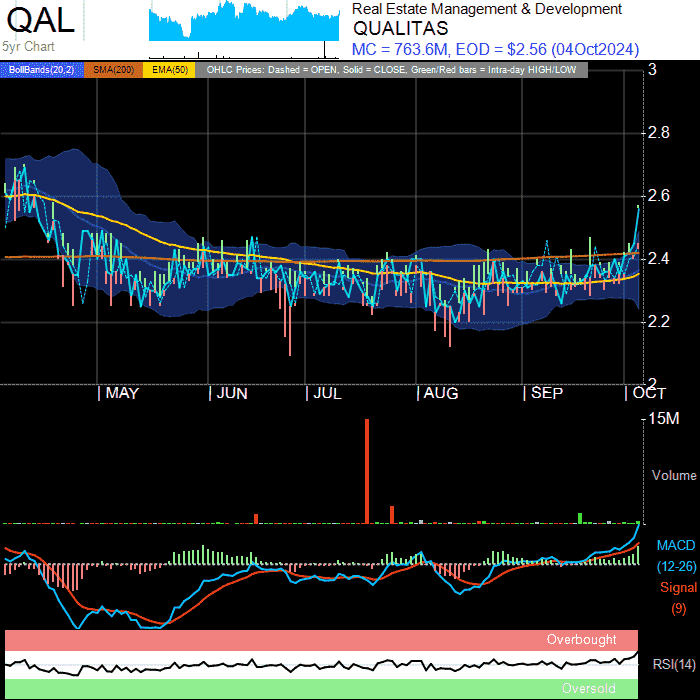 QAL
5yr Chart
Real Estate Management & Development
QUALITAS
MC = 763.6M, EOD = $2.56 (04Oct2024)
BollBands(20,2) SMA(200) EMA(50) OHLC Prices: Dashed = OPEN, Solid = CLOSE, Green/Red bars = Intra-day HIGH/LOW
3
2.8
2.6
2.4
2.2
2
MAY JUN JUL AUG SEP OCT
15M
Volume
MACD
(12-26)
Signal
(9)
Overbought
RSI(14)
Oversold